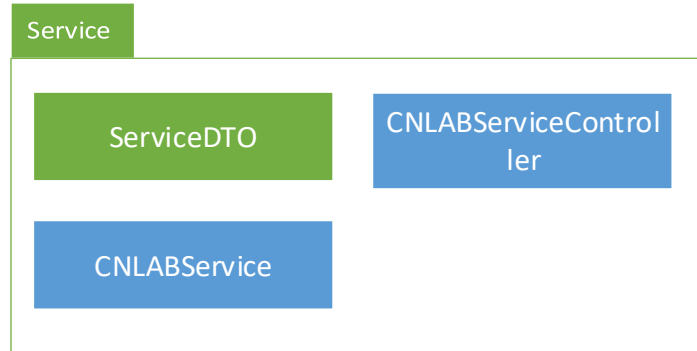 Service
ServiceDTO
CNLABServiceControl
ler
CNLABService